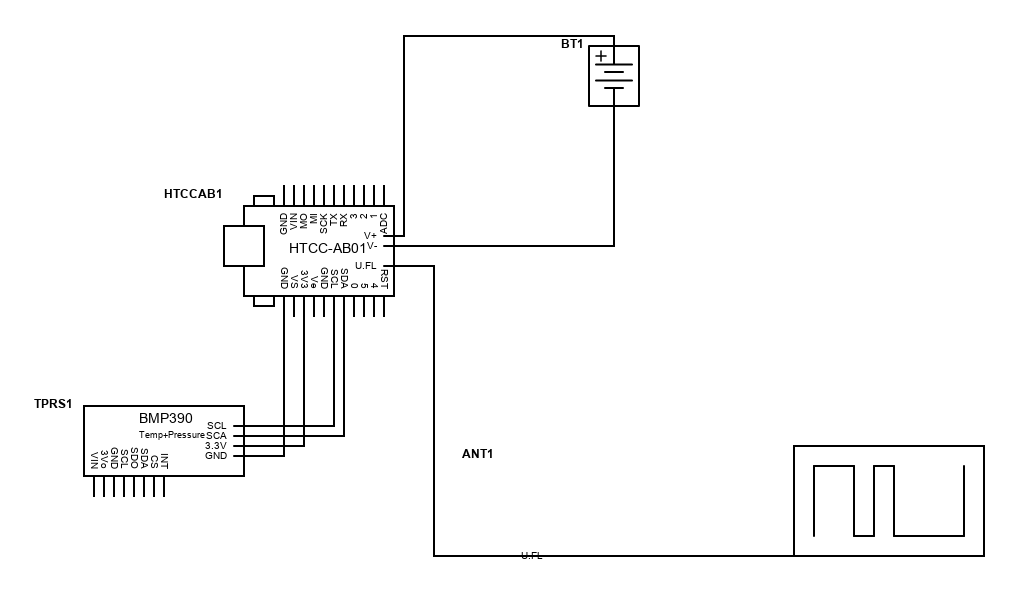 BT1
+
HTCCAB1
GND VIN MO MI SCK TX RX 3 2 1 ADC
V+
HTCC-AB01 V-
U.FL
GND VS 3V3 Ve GND SCL SDA 0 5 4 RST
TPRS1
BMP390
SCL
Temp+Pressure SCA
3.3V
GND
VIN 3Vo GND SCL SDO SDA CS INT
ANT1
U.FL